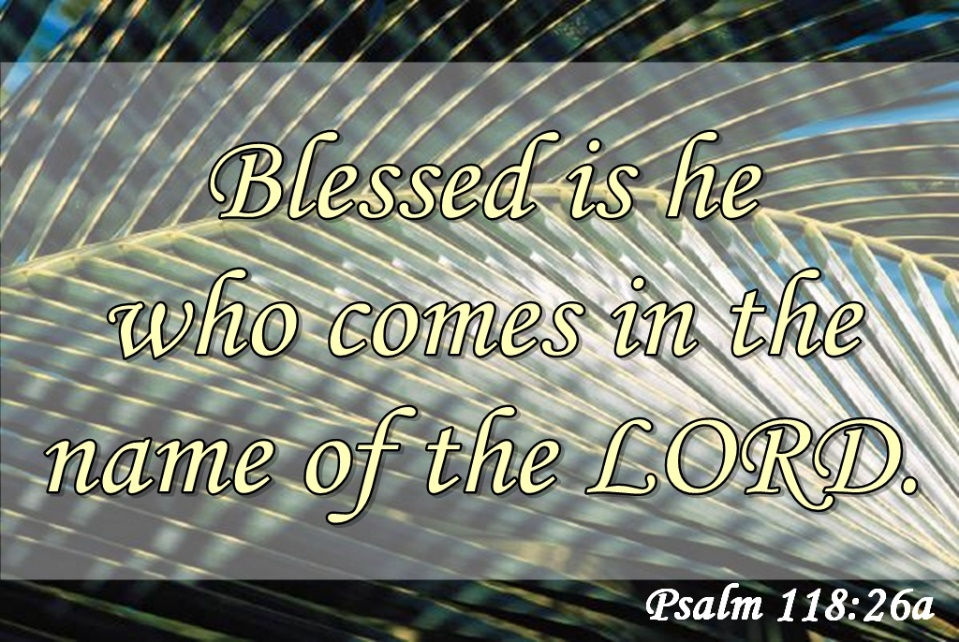 Blessed is he
who comes in the
name of the LORD.
Psalm 118:26a